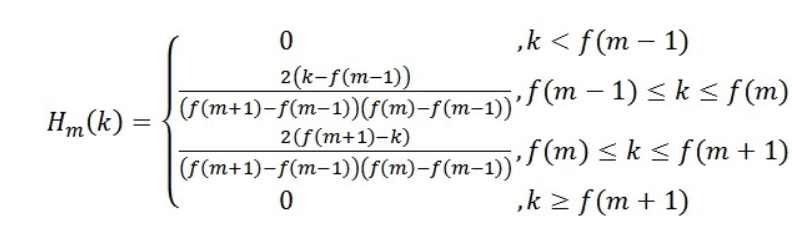 H_m(k) = { 0 , k < f(m − 1)
2(k−f(m−1)) / (f(m+1)−f(m−1))(f(m)−f(m−1)) , f(m − 1) ≤ k ≤ f(m)
2(f(m+1)−k) / (f(m+1)−f(m−1))(f(m)−f(m−1)) , f(m) ≤ k ≤ f(m + 1)
0 , k ≥ f(m + 1)